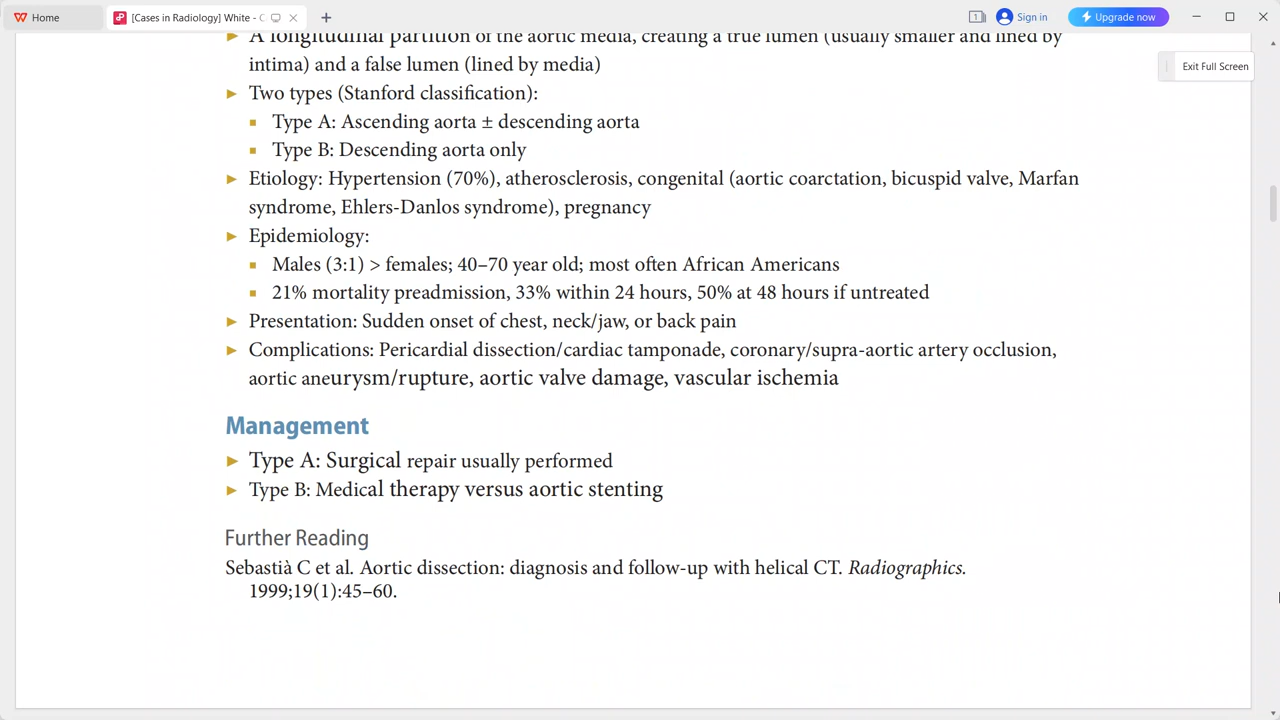 Home
[Cases in Radiology] White - C
Sign in
Upgrade now
Exit Full Screen
► A longitudinal partition of the aortic media, creating a true lumen (usually smaller and lined by
intima) and a false lumen (lined by media)
► Two types (Stanford classification):
▪ Type A: Ascending aorta ± descending aorta
▪ Type B: Descending aorta only
► Etiology: Hypertension (70%), atherosclerosis, congenital (aortic coarctation, bicuspid valve, Marfan
syndrome, Ehlers-Danlos syndrome), pregnancy
► Epidemiology:
▪ Males (3:1) > females; 40–70 year old; most often African Americans
▪ 21% mortality preadmission, 33% within 24 hours, 50% at 48 hours if untreated
► Presentation: Sudden onset of chest, neck/jaw, or back pain
► Complications: Pericardial dissection/cardiac tamponade, coronary/supra-aortic artery occlusion,
aortic aneurysm/rupture, aortic valve damage, vascular ischemia
Management
► Type A: Surgical repair usually performed
► Type B: Medical therapy versus aortic stenting
Further Reading
Sebastià C et al. Aortic dissection: diagnosis and follow-up with helical CT. Radiographics.
1999;19(1):45–60.